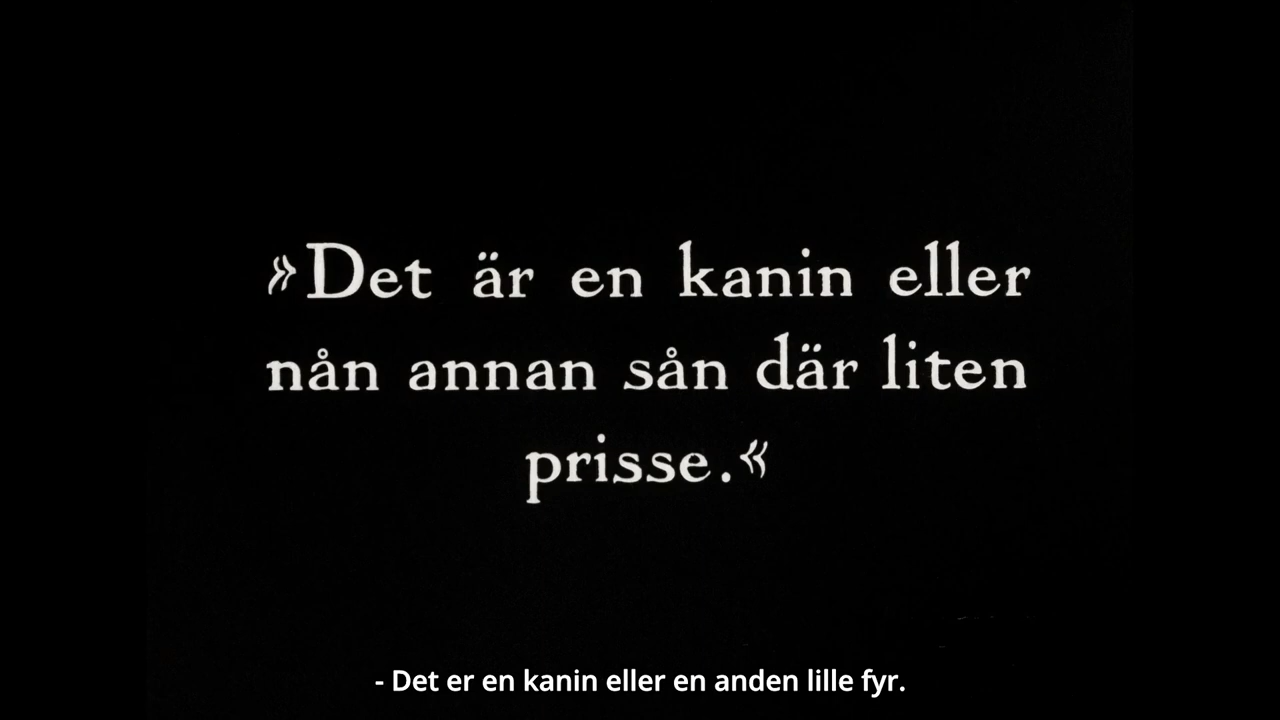 »Det är en kanin eller
nån annan sån där liten
prisse.«
- Det er en kanin eller en anden lille fyr.